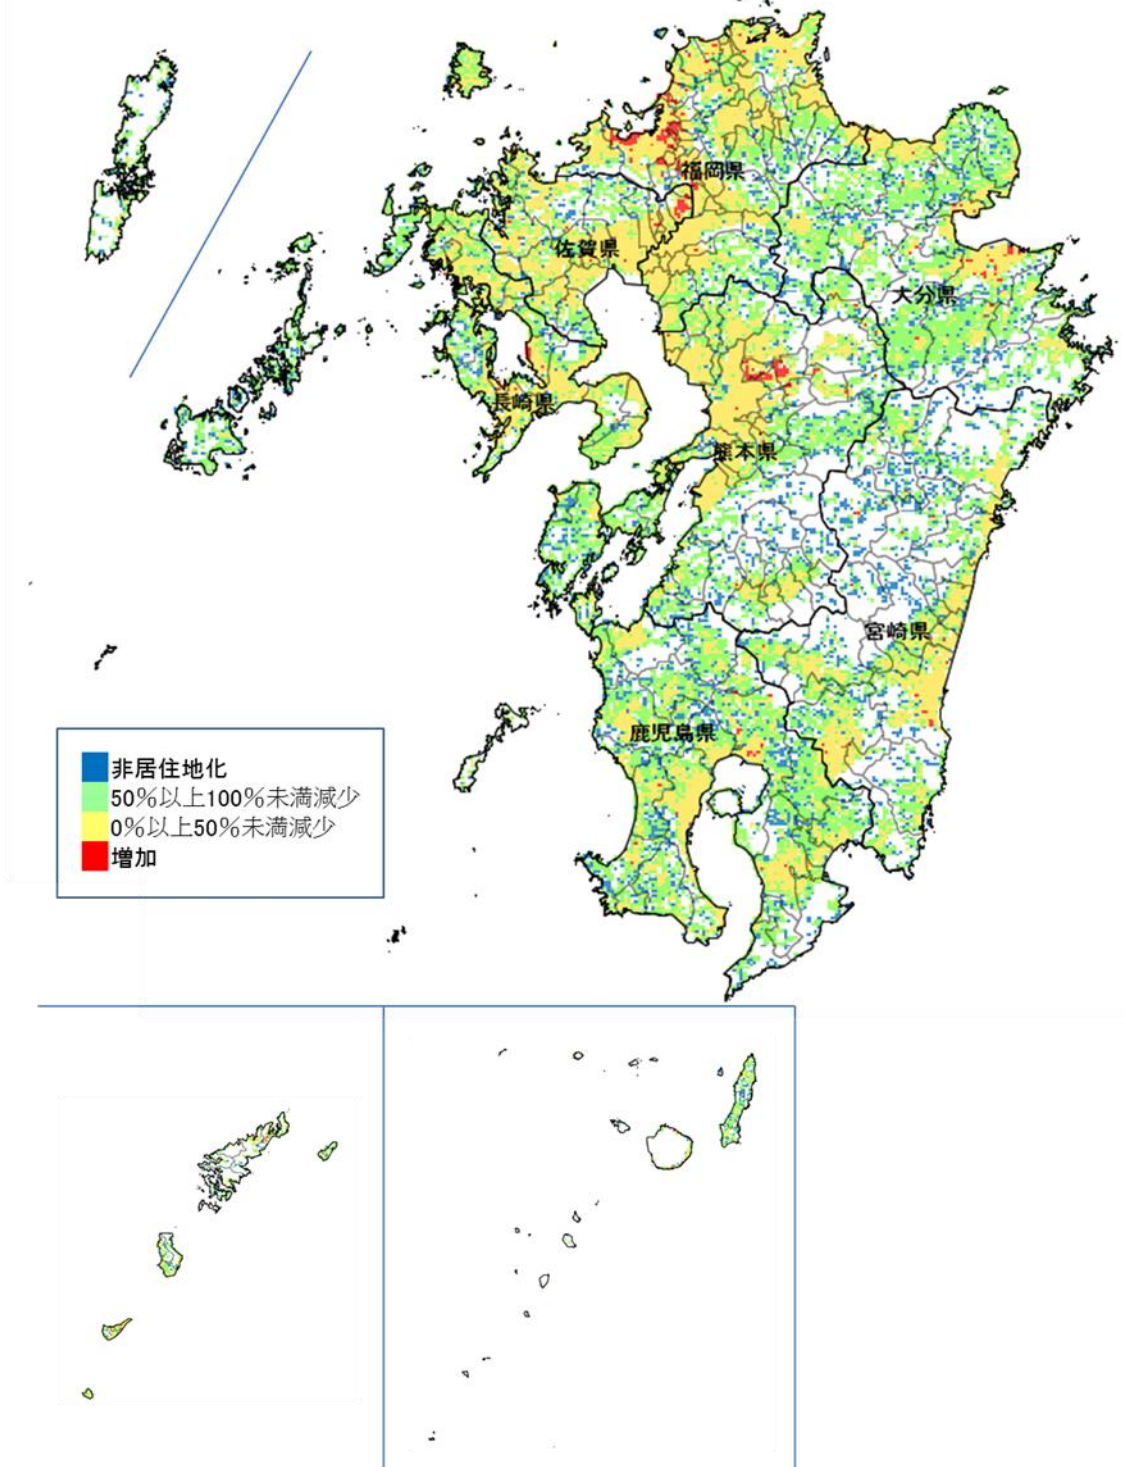 福岡県
佐賀県
大分県
長崎県
熊本県
宮崎県
鹿児島県
非居住地化
50％以上100％未満減少
0％以上50％未満減少
増加